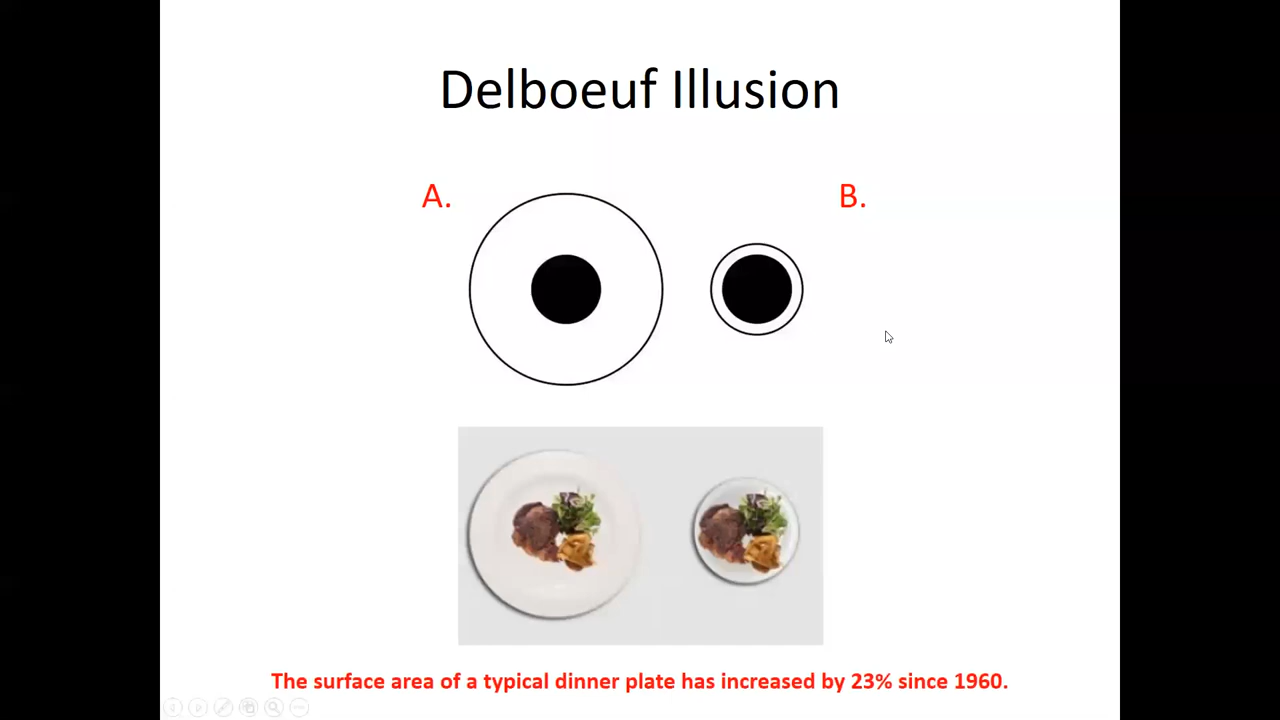 Delboeuf Illusion
A.
B.
The surface area of a typical dinner plate has increased by 23% since 1960.